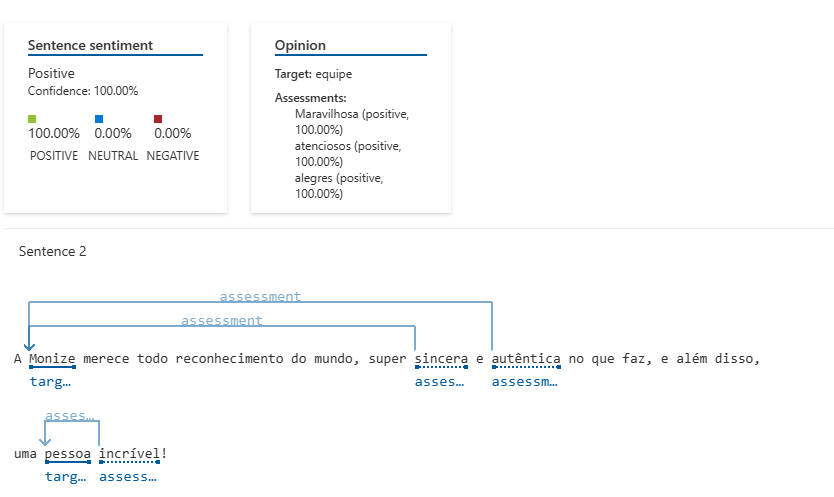 Sentence sentiment
Positive
Confidence: 100.00%
100.00% 0.00% 0.00%
POSITIVE NEUTRAL NEGATIVE
Opinion
Target: equipe
Assessments:
Maravilhosa (positive,
100.00%)
atenciosos (positive,
100.00%)
alegres (positive,
100.00%)
Sentence 2
assessment
assessment
A Monize merece todo reconhecimento do mundo, super sincera e autêntica no que faz, e além disso,
targ… asses… assessm…
asses…
uma pessoa incrível!
targ… assess…